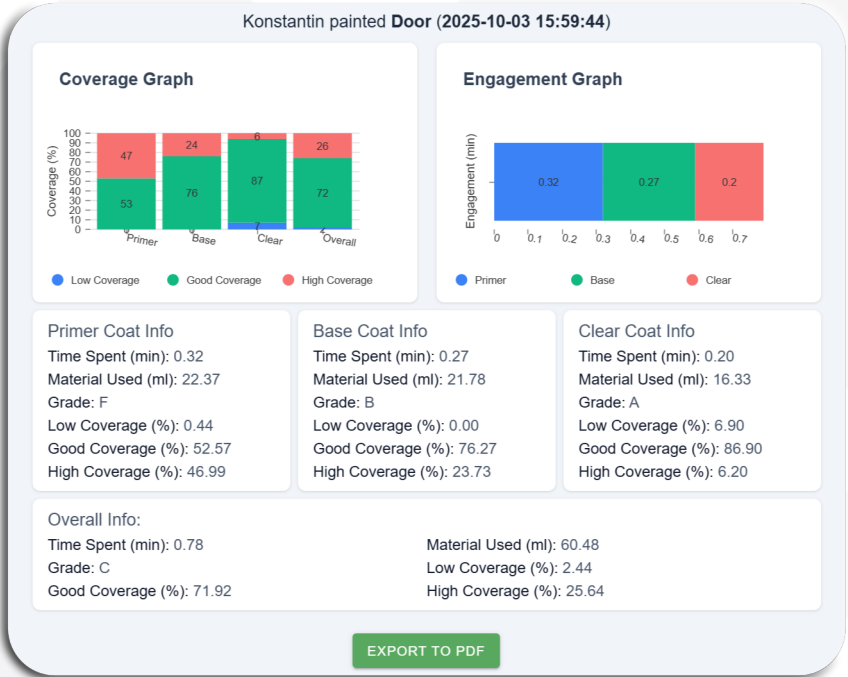 Konstantin painted Door (2025-10-03 15:59:44)
Coverage Graph
Coverage (%)
100
90
80
70
60
50
40
30
20
10
0
47
53
24
76
6
87
7
26
72
2
Primer
Base
Clear
Overall
Low Coverage
Good Coverage
High Coverage
Engagement Graph
Engagement (min)
0.32
0.27
0.2
0
0.1
0.2
0.3
0.4
0.5
0.6
0.7
Primer
Base
Clear
Primer Coat Info
Time Spent (min): 0.32
Material Used (ml): 22.37
Grade: F
Low Coverage (%): 0.44
Good Coverage (%): 52.57
High Coverage (%): 46.99
Base Coat Info
Time Spent (min): 0.27
Material Used (ml): 21.78
Grade: B
Low Coverage (%): 0.00
Good Coverage (%): 76.27
High Coverage (%): 23.73
Clear Coat Info
Time Spent (min): 0.20
Material Used (ml): 16.33
Grade: A
Low Coverage (%): 6.90
Good Coverage (%): 86.90
High Coverage (%): 6.20
Overall Info:
Time Spent (min): 0.78
Grade: C
Good Coverage (%): 71.92
Material Used (ml): 60.48
Low Coverage (%): 2.44
High Coverage (%): 25.64
EXPORT TO PDF